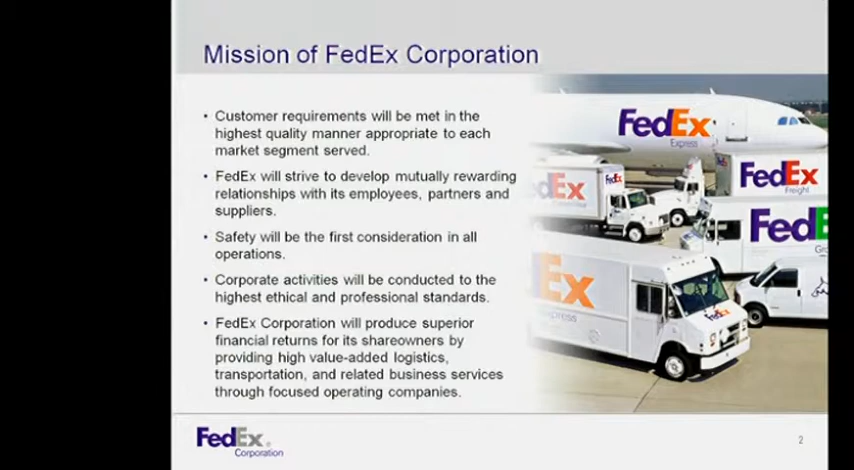 Mission of FedEx Corporation
• Customer requirements will be met in the
highest quality manner appropriate to each
market segment served.
• FedEx will strive to develop mutually rewarding
relationships with its employees, partners and
suppliers.
• Safety will be the first consideration in all
operations.
• Corporate activities will be conducted to the
highest ethical and professional standards.
• FedEx Corporation will produce superior
financial returns for its shareowners by
providing high value-added logistics,
transportation, and related business services
through focused operating companies.
FedEx
Express
FedEx
FedEx
Freight
FedEx
Ex
FedEx
FedEx
Corporation
2